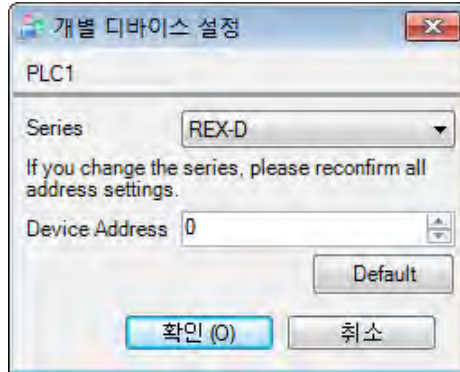 개별 디바이스 설정
PLC1
Series REX-D
If you change the series, please reconfirm all
address settings.
Device Address 0
Default
확인 (O) 취소